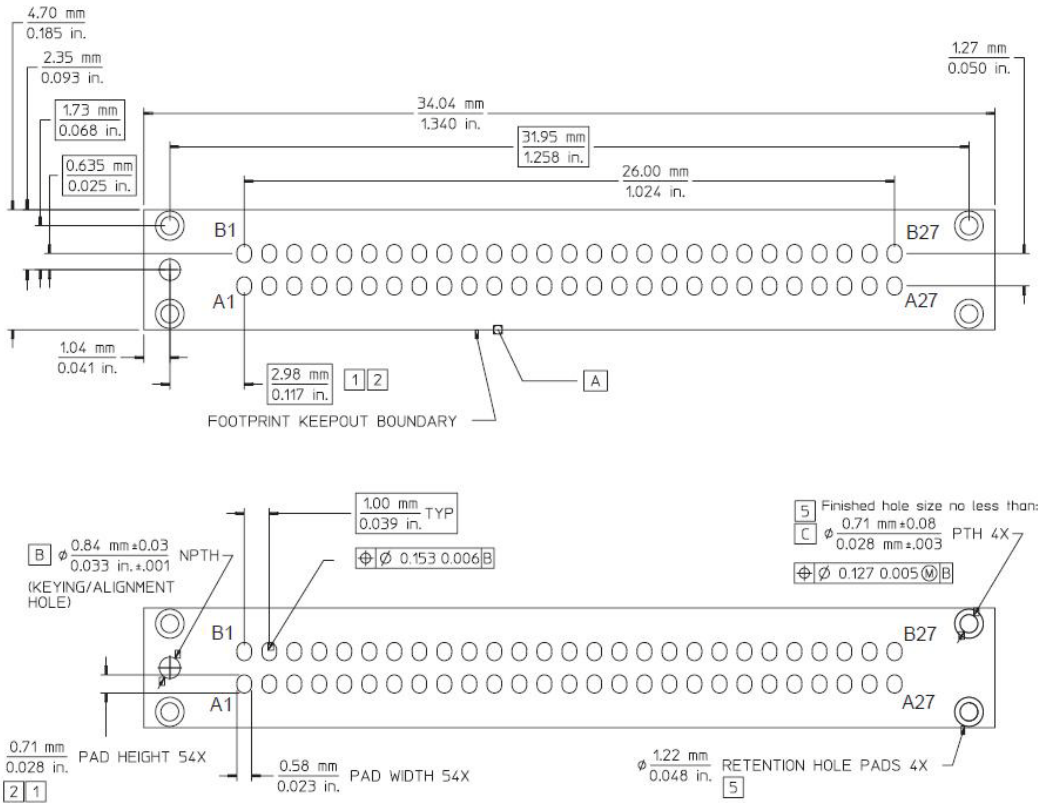 4.70 mm
0.185 in.
2.35 mm
0.093 in.
1.73 mm
0.068 in.
0.635 mm
0.025 in.
1.27 mm
0.050 in.
34.04 mm
1.340 in.
31.95 mm
1.258 in.
26.00 mm
1.024 in.
B1
B27
A1
A27
1.04 mm
0.041 in.
2.98 mm
0.117 in.
1 2
A
FOOTPRINT KEEPOUT BOUNDARY
1.00 mm
0.039 in.
TYP
⌖ Ø 0.153 0.006 B
B Ø 0.84 mm±0.03
0.033 in.±.001
NPTH
(KEYING/ALIGNMENT
HOLE)
5 Finished hole size no less than:
C Ø 0.71 mm±0.08
0.028 mm±.003
PTH 4X
⌖ Ø 0.127 0.005 Ⓜ B
B1
B27
A1
A27
0.71 mm
0.028 in.
PAD HEIGHT 54X
2 1
0.58 mm
0.023 in.
PAD WIDTH 54X
Ø 1.22 mm
0.048 in.
RETENTION HOLE PADS 4X
5